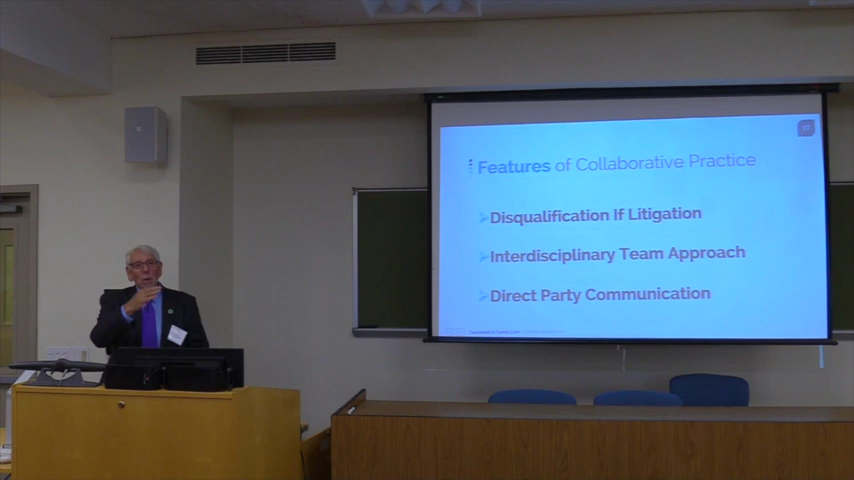 Features of Collaborative Practice
Disqualification If Litigation
Interdisciplinary Team Approach
Direct Party Communication